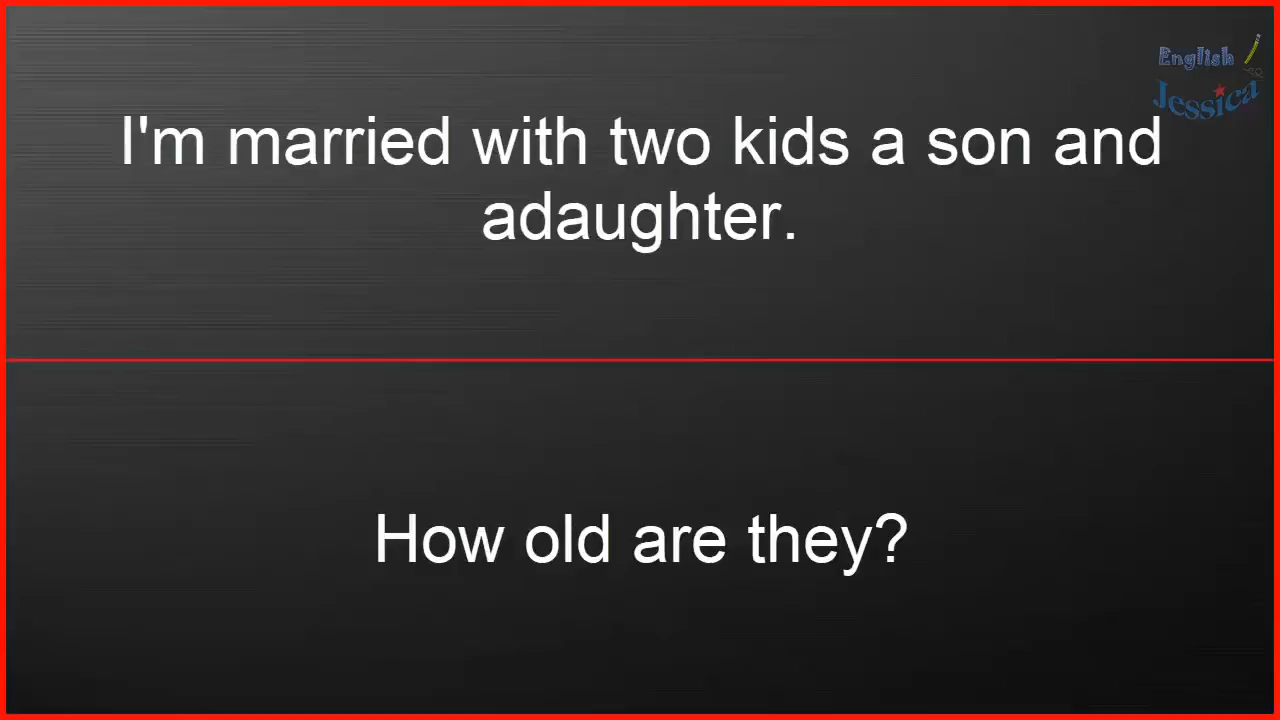 English
Jessica
I'm married with two kids a son and
adaughter.
How old are they?